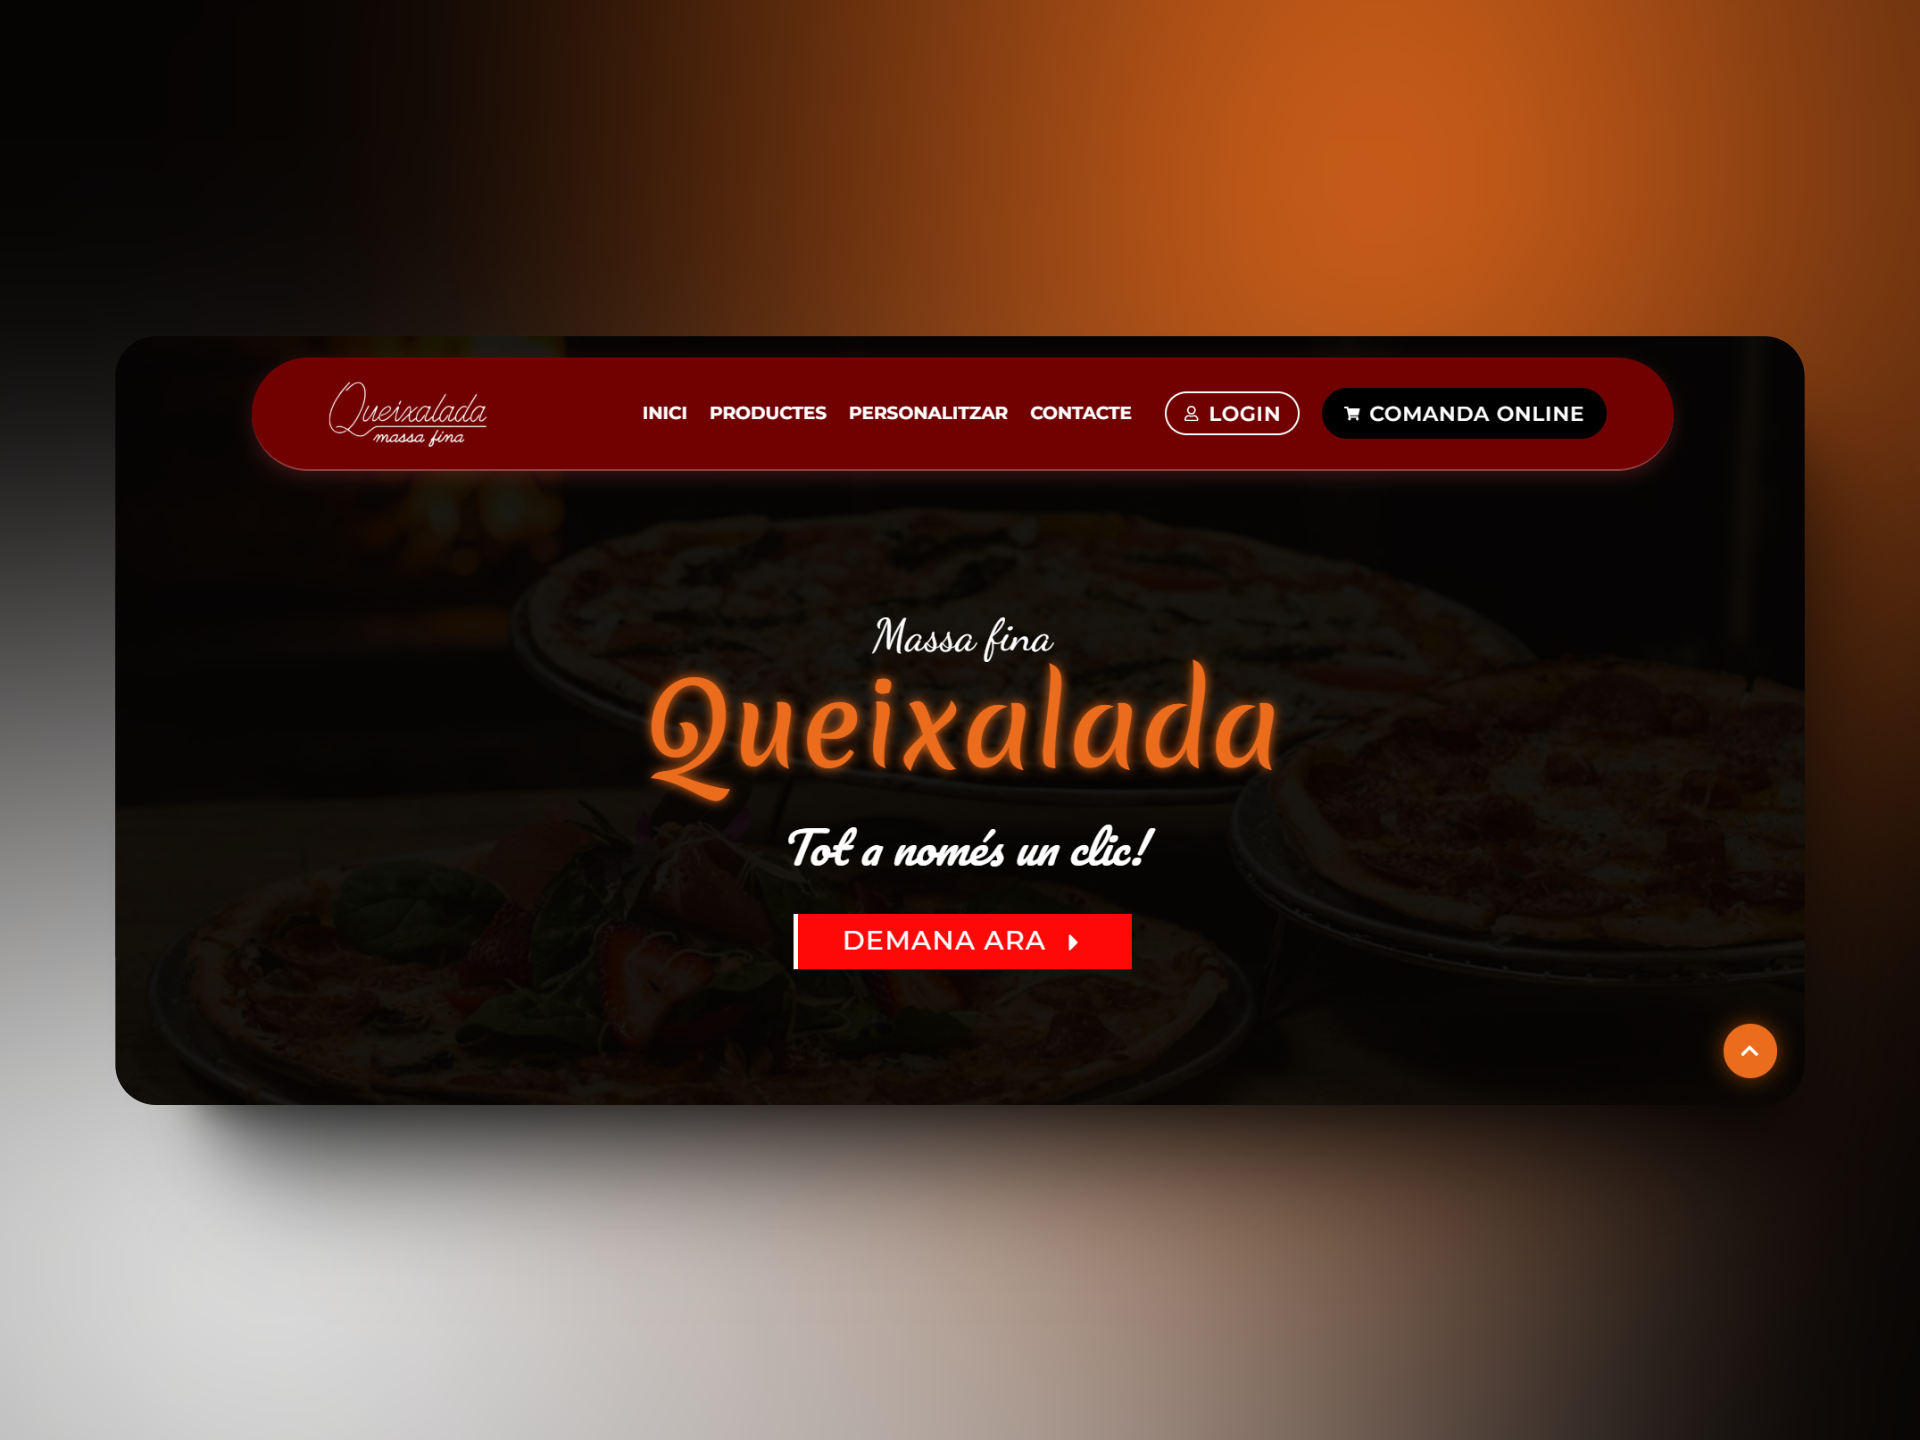 Queixalada
massa fina
INICI PRODUCTES PERSONALITZAR CONTACTE LOGIN COMANDA ONLINE
Massa fina
Queixalada
Tot a només un clic!
DEMANA ARA